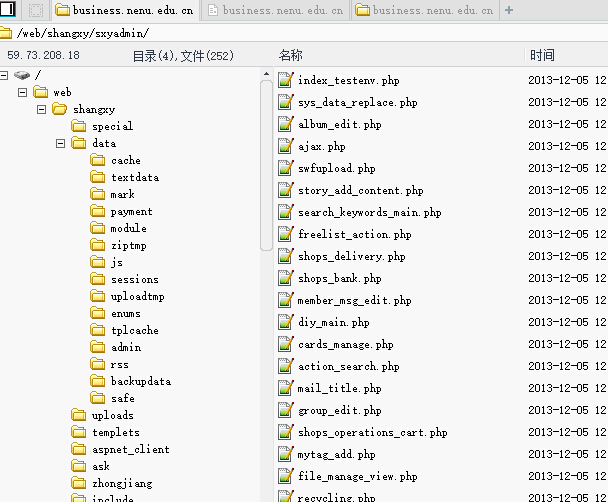 business.nenu.edu.cn business.nenu.edu.cn business.nenu.edu.cn
/web/shangxy/sxyadmin/
59.73.208.18 目录(4),文件(252) 名称 时间
/
web
shangxy
special
data
cache
textdata
mark
payment
module
ziptmp
js
sessions
uploadtmp
enums
tplcache
admin
rss
backupdata
safe
uploads
templets
aspnet_client
ask
zhongjiang
include
index_testenv.php 2013-12-05 12
sys_data_replace.php 2013-12-05 12
album_edit.php 2013-12-05 12
ajax.php 2013-12-05 12
swfupload.php 2013-12-05 12
story_add_content.php 2013-12-05 12
search_keywords_main.php 2013-12-05 12
freelist_action.php 2013-12-05 12
shops_delivery.php 2013-12-05 12
shops_bank.php 2013-12-05 12
member_msg_edit.php 2013-12-05 12
diy_main.php 2013-12-05 12
cards_manage.php 2013-12-05 12
action_search.php 2013-12-05 12
mail_title.php 2013-12-05 12
group_edit.php 2013-12-05 12
shops_operations_cart.php 2013-12-05 12
mytag_add.php 2013-12-05 12
file_manage_view.php 2013-12-05 12
recycling.php 2013-12-05 12